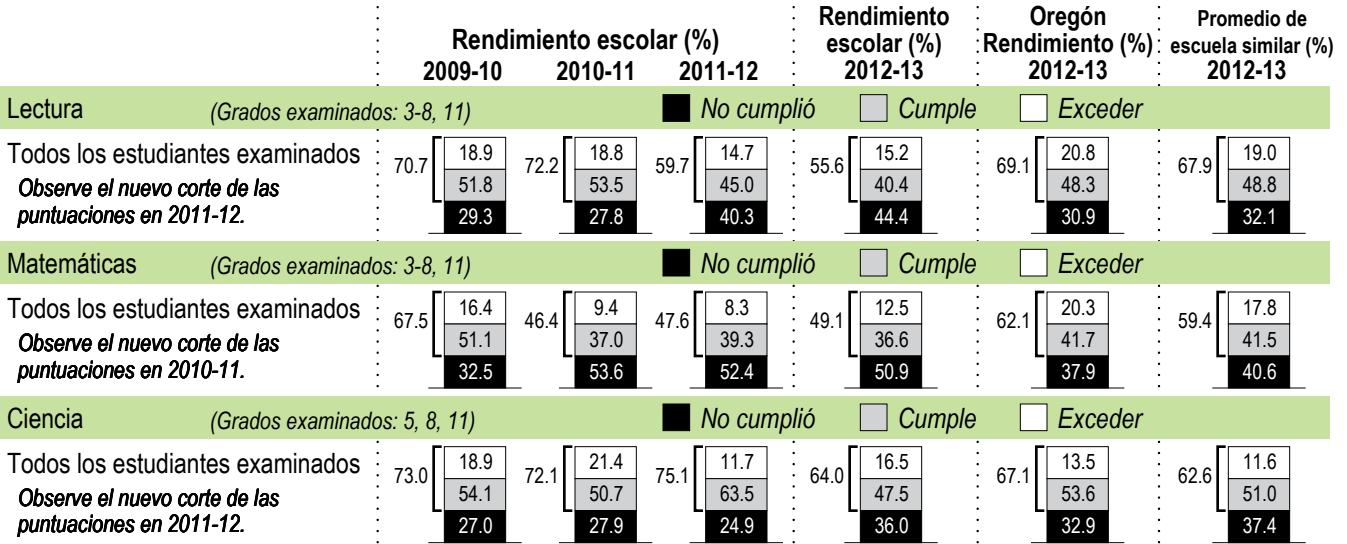 Rendimiento escolar (%)
2009-10 2010-11 2011-12
Rendimiento
escolar (%)
2012-13
Oregón
Rendimiento (%)
2012-13
Promedio de
escuela similar (%)
2012-13
Lectura (Grados examinados: 3-8, 11) No cumplió Cumple Exceder
Todos los estudiantes examinados
Observe el nuevo corte de las
puntuaciones en 2011-12.
70.7 18.9 51.8 29.3
72.2 18.8 53.5 27.8
59.7 14.7 45.0 40.3
55.6 15.2 40.4 44.4
69.1 20.8 48.3 30.9
67.9 19.0 48.8 32.1
Matemáticas (Grados examinados: 3-8, 11) No cumplió Cumple Exceder
Todos los estudiantes examinados
Observe el nuevo corte de las
puntuaciones en 2010-11.
67.5 16.4 51.1 32.5
46.4 9.4 37.0 53.6
47.6 8.3 39.3 52.4
49.1 12.5 36.6 50.9
62.1 20.3 41.7 37.9
59.4 17.8 41.5 40.6
Ciencia (Grados examinados: 5, 8, 11) No cumplió Cumple Exceder
Todos los estudiantes examinados
Observe el nuevo corte de las
puntuaciones en 2011-12.
73.0 18.9 54.1 27.0
72.1 21.4 50.7 27.9
75.1 11.7 63.5 24.9
64.0 16.5 47.5 36.0
67.1 13.5 53.6 32.9
62.6 11.6 51.0 37.4